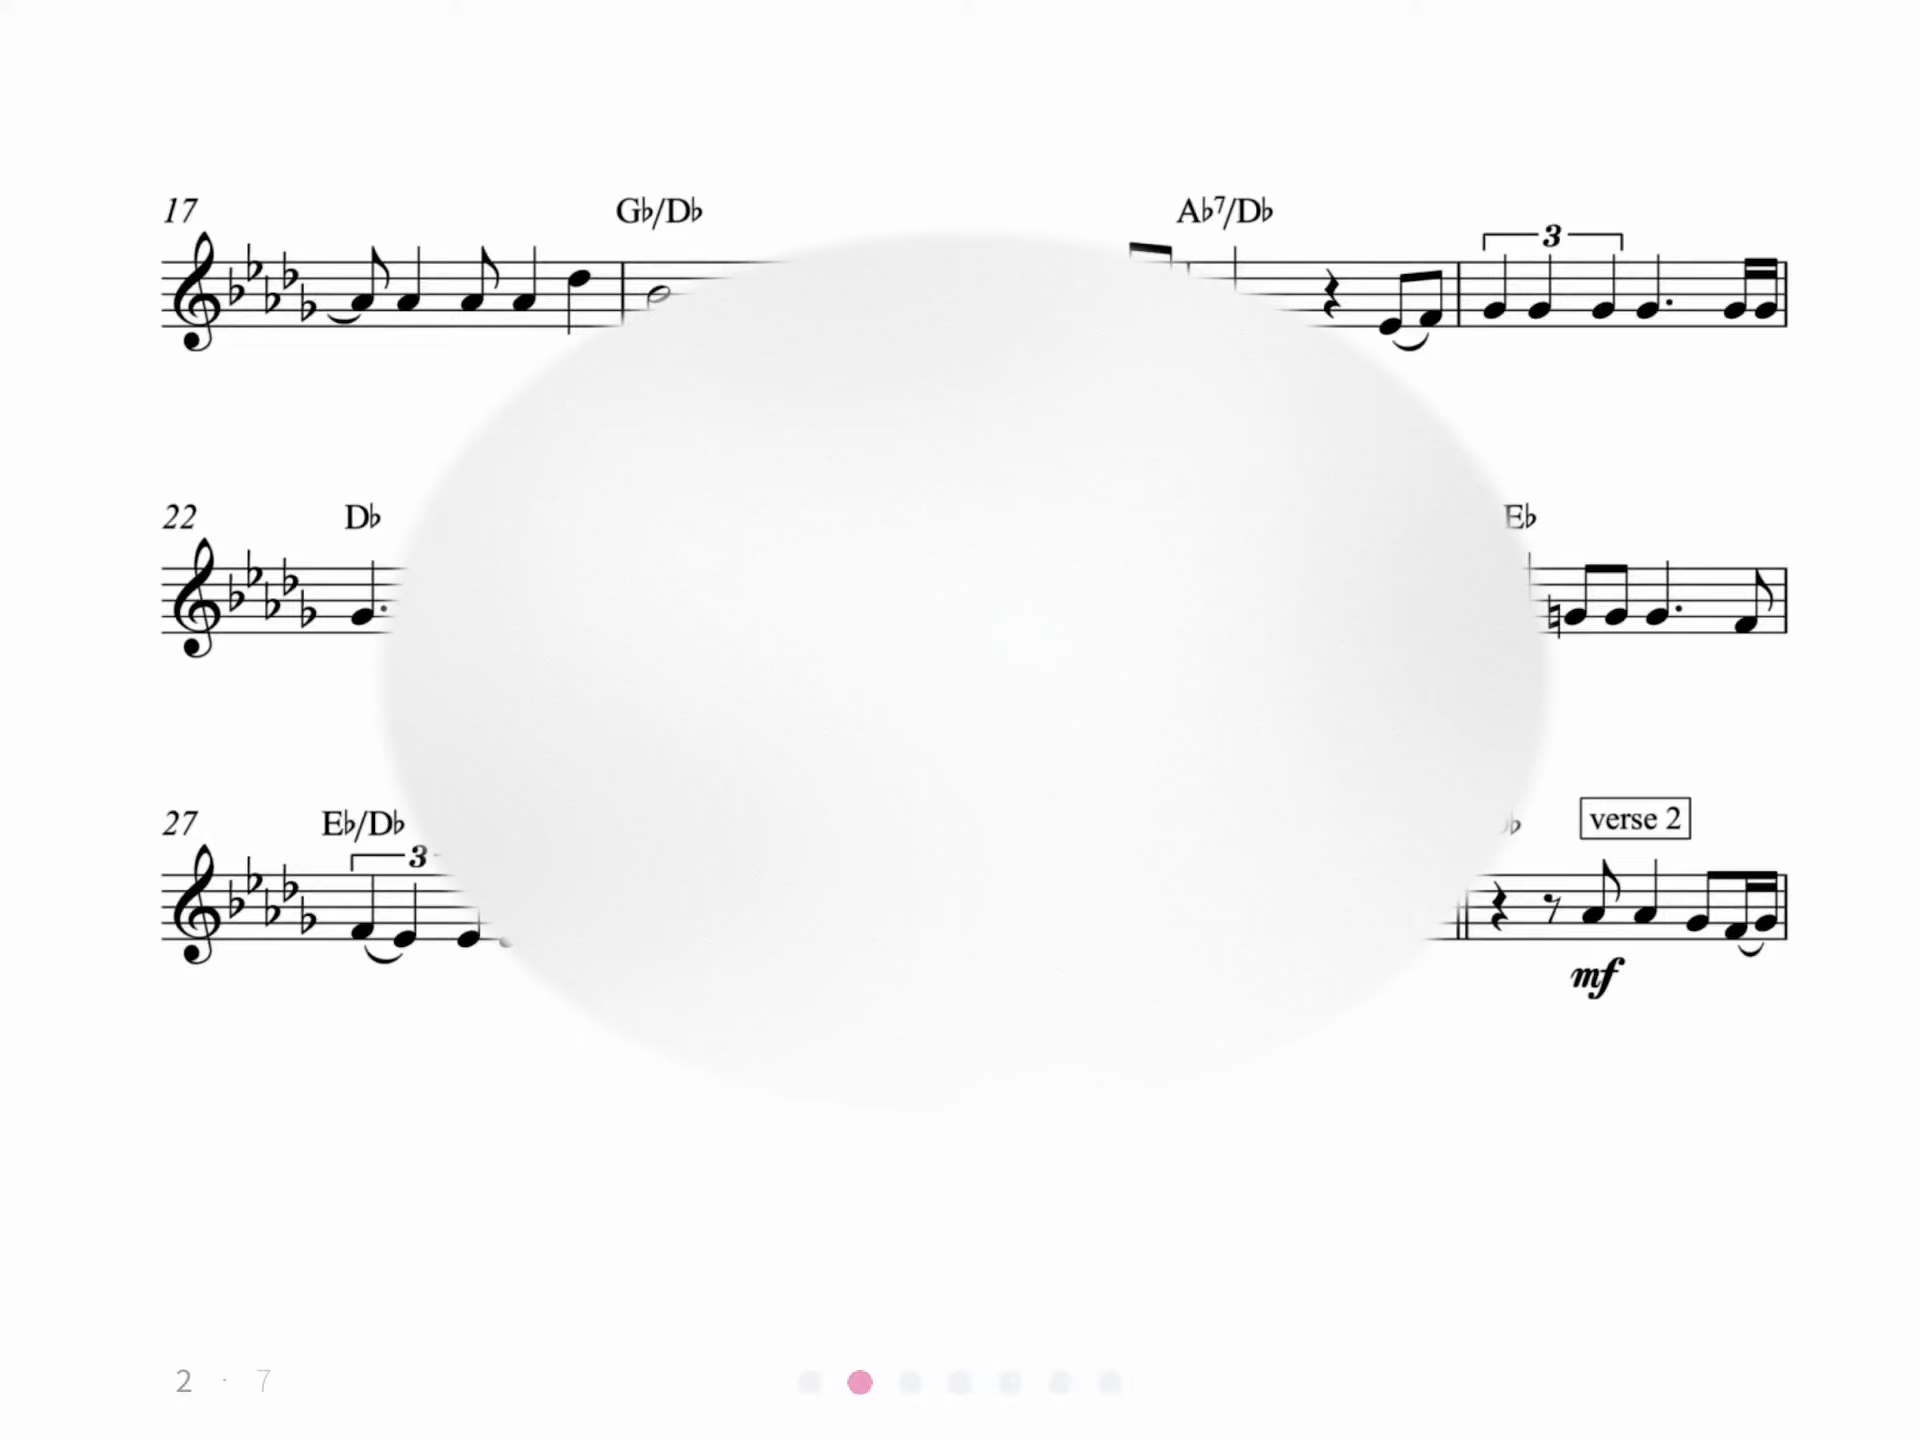 17 G♭/D♭ A♭7/D♭
3
22 D♭ E♭
27 E♭/D♭ verse 2
3
mf
2 · 7